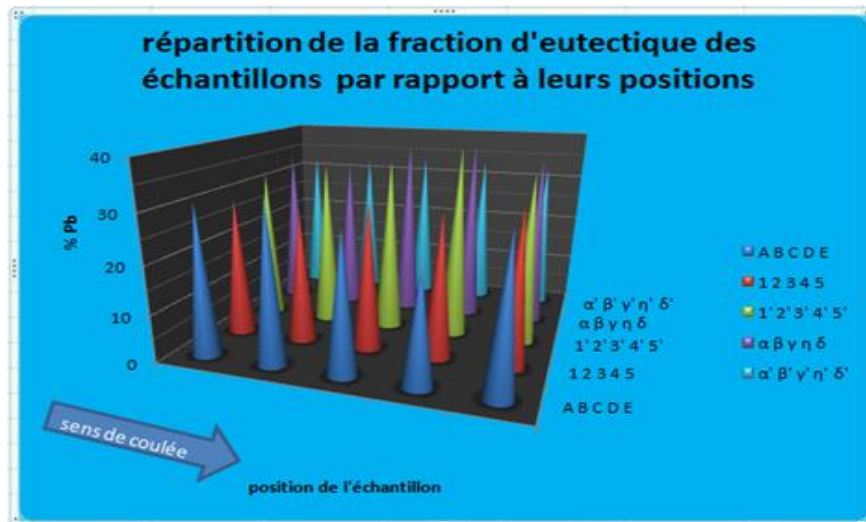 répartition de la fraction d'eutectique des
échantillons par rapport à leurs positions
40
30
20
10
0
% Pb
α' β' γ' η' δ'
α β γ η δ
1' 2' 3' 4' 5'
1 2 3 4 5
A B C D E
A B C D E
1 2 3 4 5
1' 2' 3' 4' 5'
α β γ η δ
α' β' γ' η' δ'
sens de coulée
position de l'échantillon